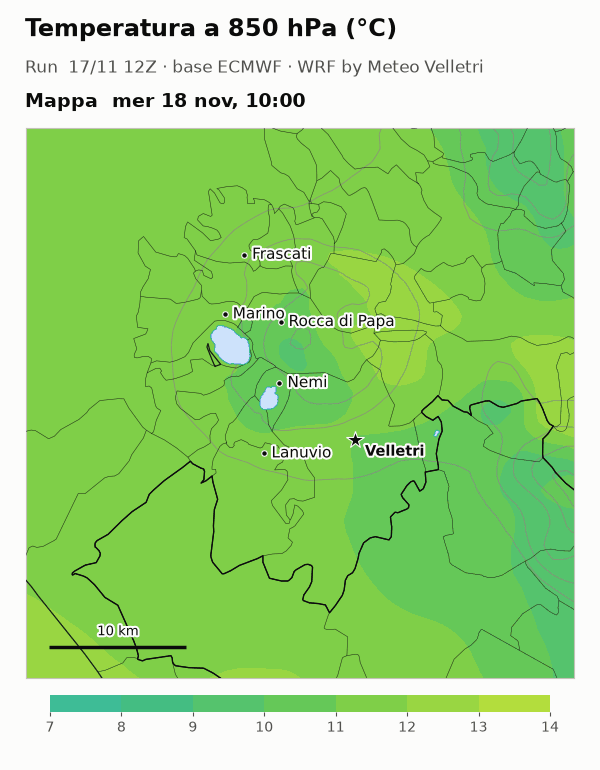 Temperatura a 850 hPa (°C)
Run  17/11 12Z · base ECMWF · WRF by Meteo Velletri
Mappa  mer 18 nov, 10:00
Frascati
Marino
Rocca di Papa
Nemi
Velletri
Lanuvio
10 km
7 8 9 10 11 12 13 14